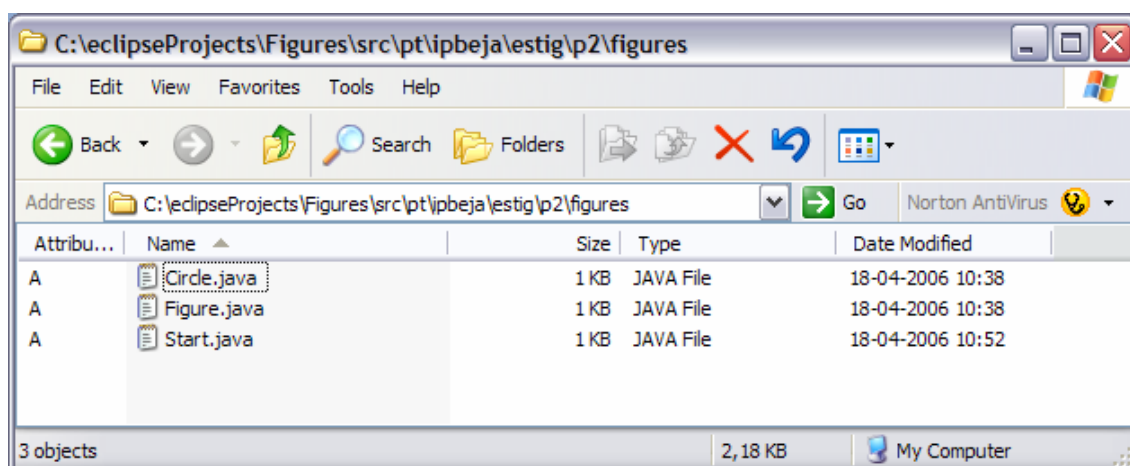 C:\eclipseProjects\Figures\src\pt\ipbeja\estig\p2\figures
File Edit View Favorites Tools Help
Back Search Folders
Address C:\eclipseProjects\Figures\src\pt\ipbeja\estig\p2\figures Go Norton AntiVirus
Attribu... Name Size Type Date Modified
A Circle.java 1 KB JAVA File 18-04-2006 10:38
A Figure.java 1 KB JAVA File 18-04-2006 10:38
A Start.java 1 KB JAVA File 18-04-2006 10:52
3 objects 2,18 KB My Computer